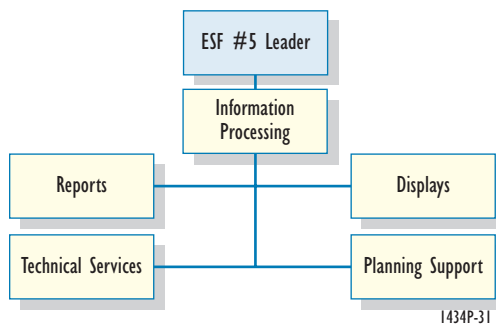 ESF #5 Leader
Information
Processing
Reports
Displays
Technical Services
Planning Support
1434P-31